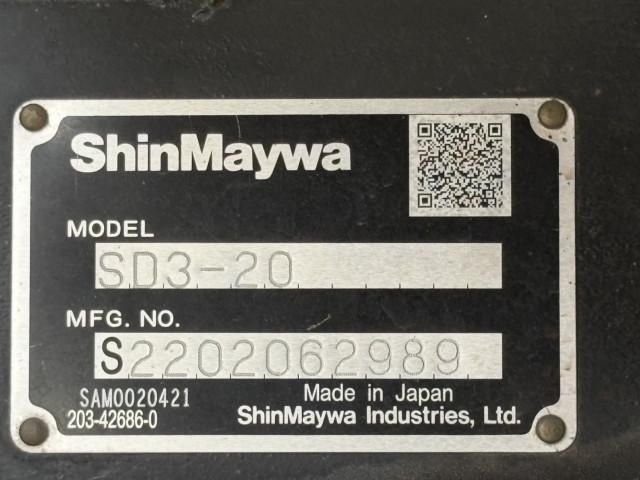 ShinMaywa
MODEL
SD3-20
MFG. NO.
S2202062989
SAM0020421
203-42686-0
Made in Japan
ShinMaywa Industries, Ltd.